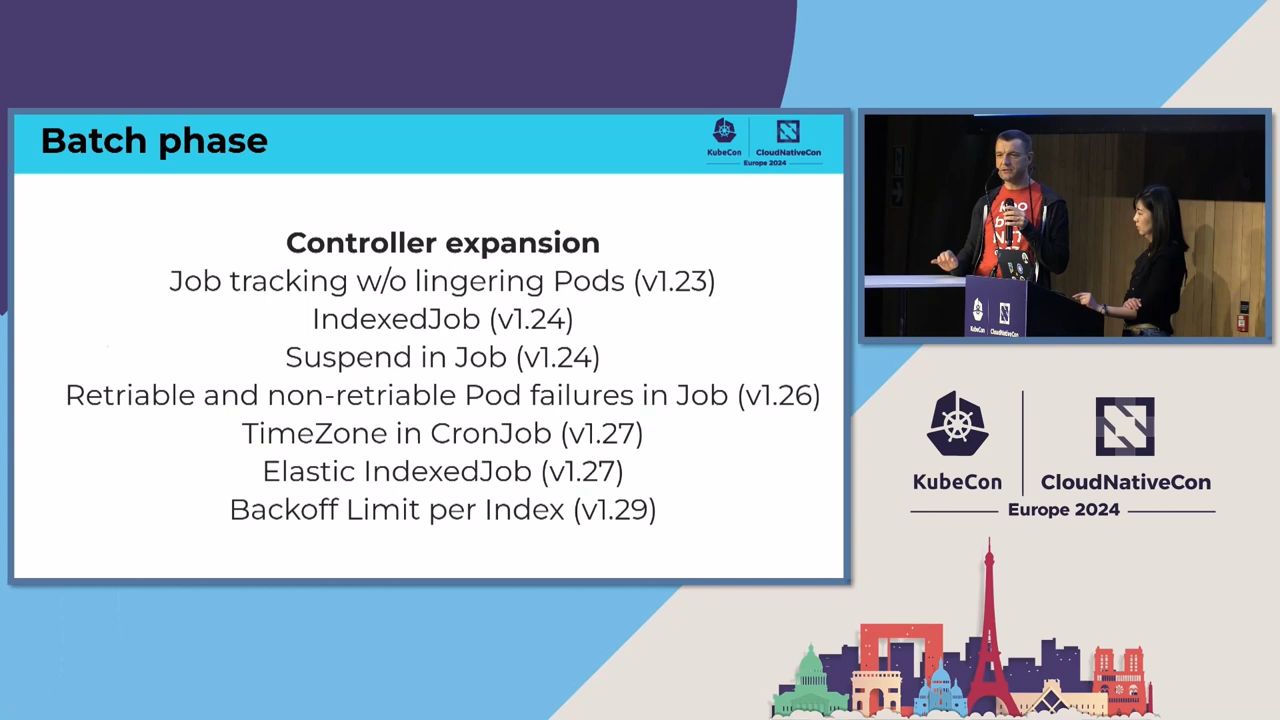 Batch phase
KubeCon
CloudNativeCon
Europe 2024
Controller expansion
Job tracking w/o lingering Pods (v1.23)
IndexedJob (v1.24)
Suspend in Job (v1.24)
Retriable and non-retriable Pod failures in Job (v1.26)
TimeZone in CronJob (v1.27)
Elastic IndexedJob (v1.27)
Backoff Limit per Index (v1.29)
KubeCon
CloudNativeCon
KubeCon
CloudNativeCon
Europe 2024